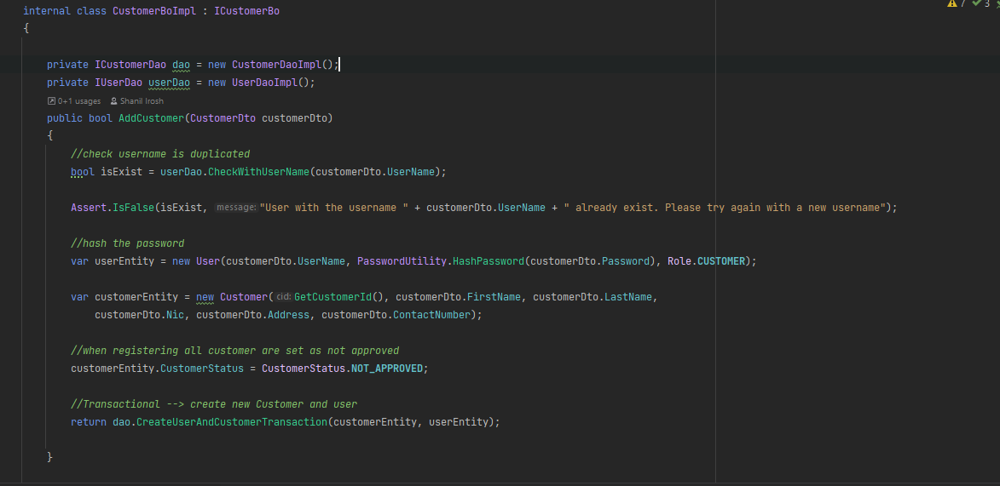 7 3
internal class CustomerBoImpl : ICustomerBo
{
private ICustomerDao dao = new CustomerDaoImpl();
private IUserDao userDao = new UserDaoImpl();
0+1 usages Shanil Irosh
public bool AddCustomer(CustomerDto customerDto)
{
//check username is duplicated
bool isExist = userDao.CheckWithUserName(customerDto.UserName);
Assert.IsFalse(isExist, message: "User with the username " + customerDto.UserName + " already exist. Please try again with a new username");
//hash the password
var userEntity = new User(customerDto.UserName, PasswordUtility.HashPassword(customerDto.Password), Role.CUSTOMER);
var customerEntity = new Customer(cid: GetCustomerId(), customerDto.FirstName, customerDto.LastName,
customerDto.Nic, customerDto.Address, customerDto.ContactNumber);
//when registering all customer are set as not approved
customerEntity.CustomerStatus = CustomerStatus.NOT_APPROVED;
//Transactional --> create new Customer and user
return dao.CreateUserAndCustomerTransaction(customerEntity, userEntity);
}